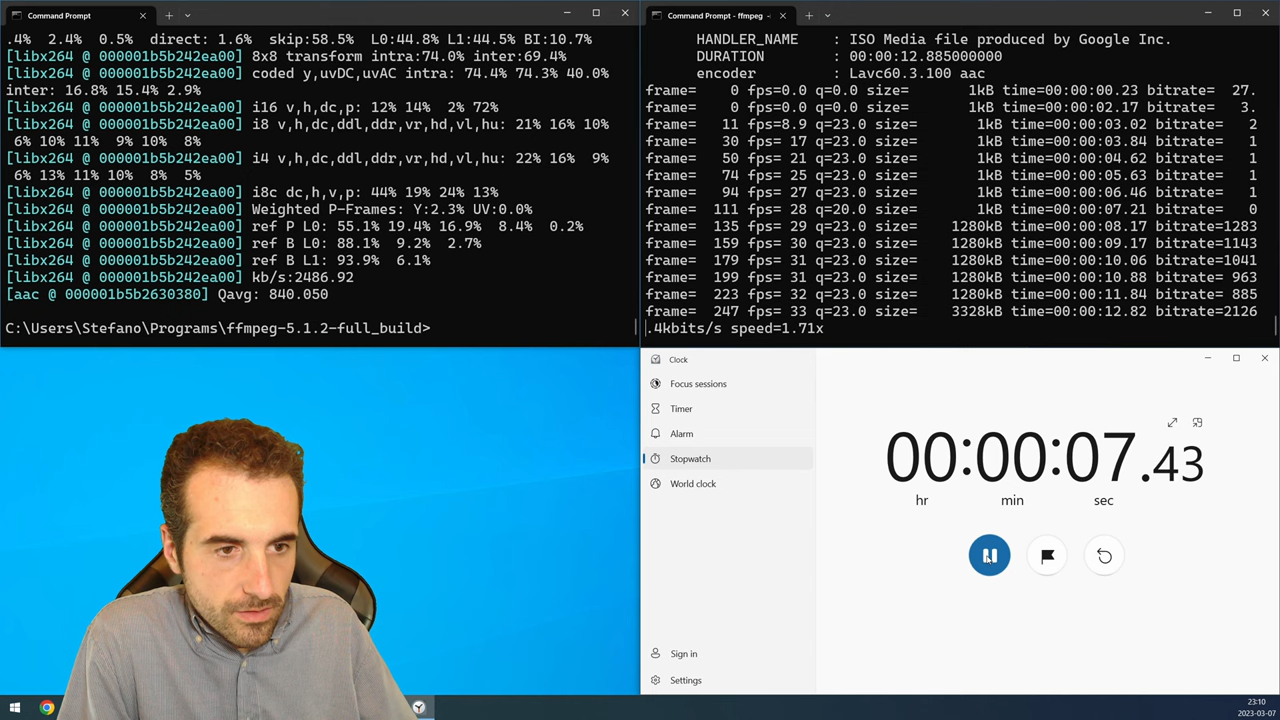 Command Prompt
.4%  2.4%  0.5%  direct: 1.6%  skip:58.5%  L0:44.8% L1:44.5% BI:10.7%
[libx264 @ 000001b5b242ea00] 8x8 transform intra:74.0% inter:69.4%
[libx264 @ 000001b5b242ea00] coded y,uvDC,uvAC intra: 74.4% 74.3% 40.0%
inter: 16.8% 15.4% 2.9%
[libx264 @ 000001b5b242ea00] i16 v,h,dc,p: 12% 14%  2% 72%
[libx264 @ 000001b5b242ea00] i8 v,h,dc,ddl,ddr,vr,hd,vl,hu: 21% 16% 10%
6% 10% 11%  9% 10%  8%
[libx264 @ 000001b5b242ea00] i4 v,h,dc,ddl,ddr,vr,hd,vl,hu: 22% 16%  9%
6% 13% 11% 10%  8%  5%
[libx264 @ 000001b5b242ea00] i8c dc,h,v,p: 44% 19% 24% 13%
[libx264 @ 000001b5b242ea00] Weighted P-Frames: Y:2.3% UV:0.0%
[libx264 @ 000001b5b242ea00] ref P L0: 55.1% 19.4% 16.9%  8.4%  0.2%
[libx264 @ 000001b5b242ea00] ref B L0: 88.1%  9.2%  2.7%
[libx264 @ 000001b5b242ea00] ref B L1: 93.9%  6.1%
[libx264 @ 000001b5b242ea00] kb/s:2486.92
[aac @ 000001b5b2630380] Qavg: 840.050
C:\Users\Stefano\Programs\ffmpeg-5.1.2-full_build>
Command Prompt - ffmpeg -
HANDLER_NAME    : ISO Media file produced by Google Inc.
DURATION        : 00:00:12.885000000
encoder         : Lavc60.3.100 aac
frame=    0 fps=0.0 q=0.0 size=       1kB time=00:00:00.23 bitrate=  27.
frame=    0 fps=0.0 q=0.0 size=       1kB time=00:00:02.17 bitrate=   3.
frame=   11 fps=8.9 q=23.0 size=       1kB time=00:00:03.02 bitrate=   2
frame=   30 fps= 17 q=23.0 size=       1kB time=00:00:03.84 bitrate=   1
frame=   50 fps= 21 q=23.0 size=       1kB time=00:00:04.62 bitrate=   1
frame=   74 fps= 25 q=23.0 size=       1kB time=00:00:05.63 bitrate=   1
frame=   94 fps= 27 q=23.0 size=       1kB time=00:00:06.46 bitrate=   1
frame=  111 fps= 28 q=20.0 size=       1kB time=00:00:07.21 bitrate=   0
frame=  135 fps= 29 q=23.0 size=    1280kB time=00:00:08.17 bitrate=1283
frame=  159 fps= 30 q=23.0 size=    1280kB time=00:00:09.17 bitrate=1143
frame=  179 fps= 31 q=23.0 size=    1280kB time=00:00:10.06 bitrate=1041
frame=  199 fps= 31 q=23.0 size=    1280kB time=00:00:10.88 bitrate= 963
frame=  223 fps= 32 q=23.0 size=    1280kB time=00:00:11.84 bitrate= 885
frame=  247 fps= 33 q=23.0 size=    3328kB time=00:00:12.82 bitrate=2126
.4kbits/s speed=1.71x
Clock
Focus sessions
Timer
Alarm
Stopwatch
World clock
Sign in
Settings
00:00:07.43
hr min sec
23:10
2023-03-07